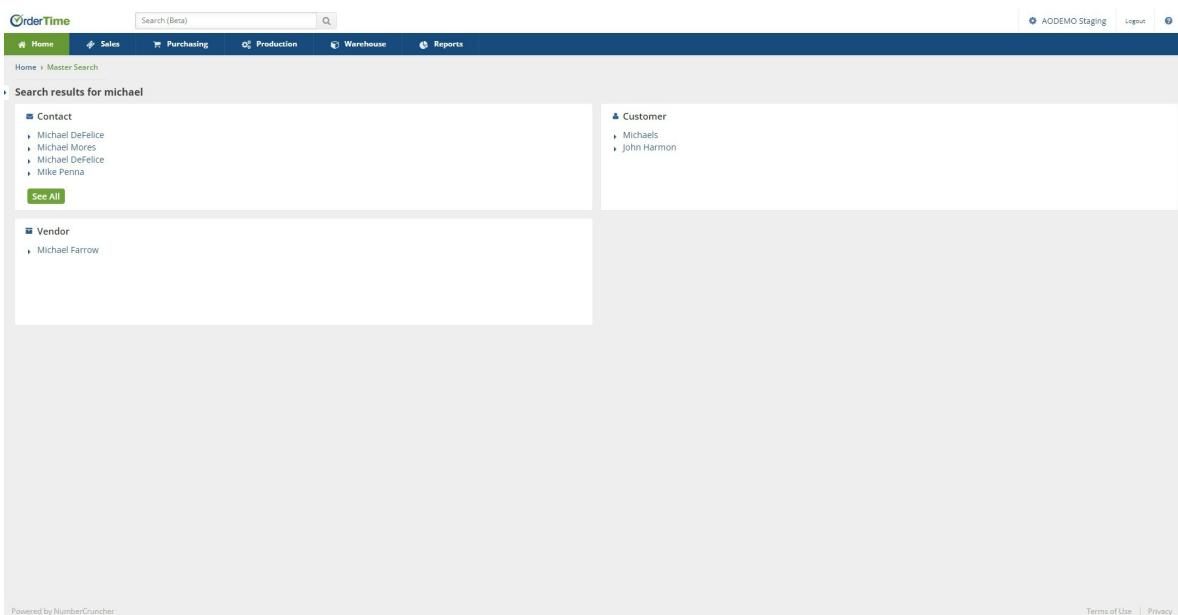 OrderTime
Search (Beta)
AODEMO Staging
Logout
Home
Sales
Purchasing
Production
Warehouse
Reports
Home › Master Search
Search results for michael
Contact
Michael DeFelice
Michael Mores
Michael DeFelice
MIke Penna
See All
Customer
Michaels
John Harmon
Vendor
Michael Farrow
Powered by NumberCruncher
Terms of Use | Privacy